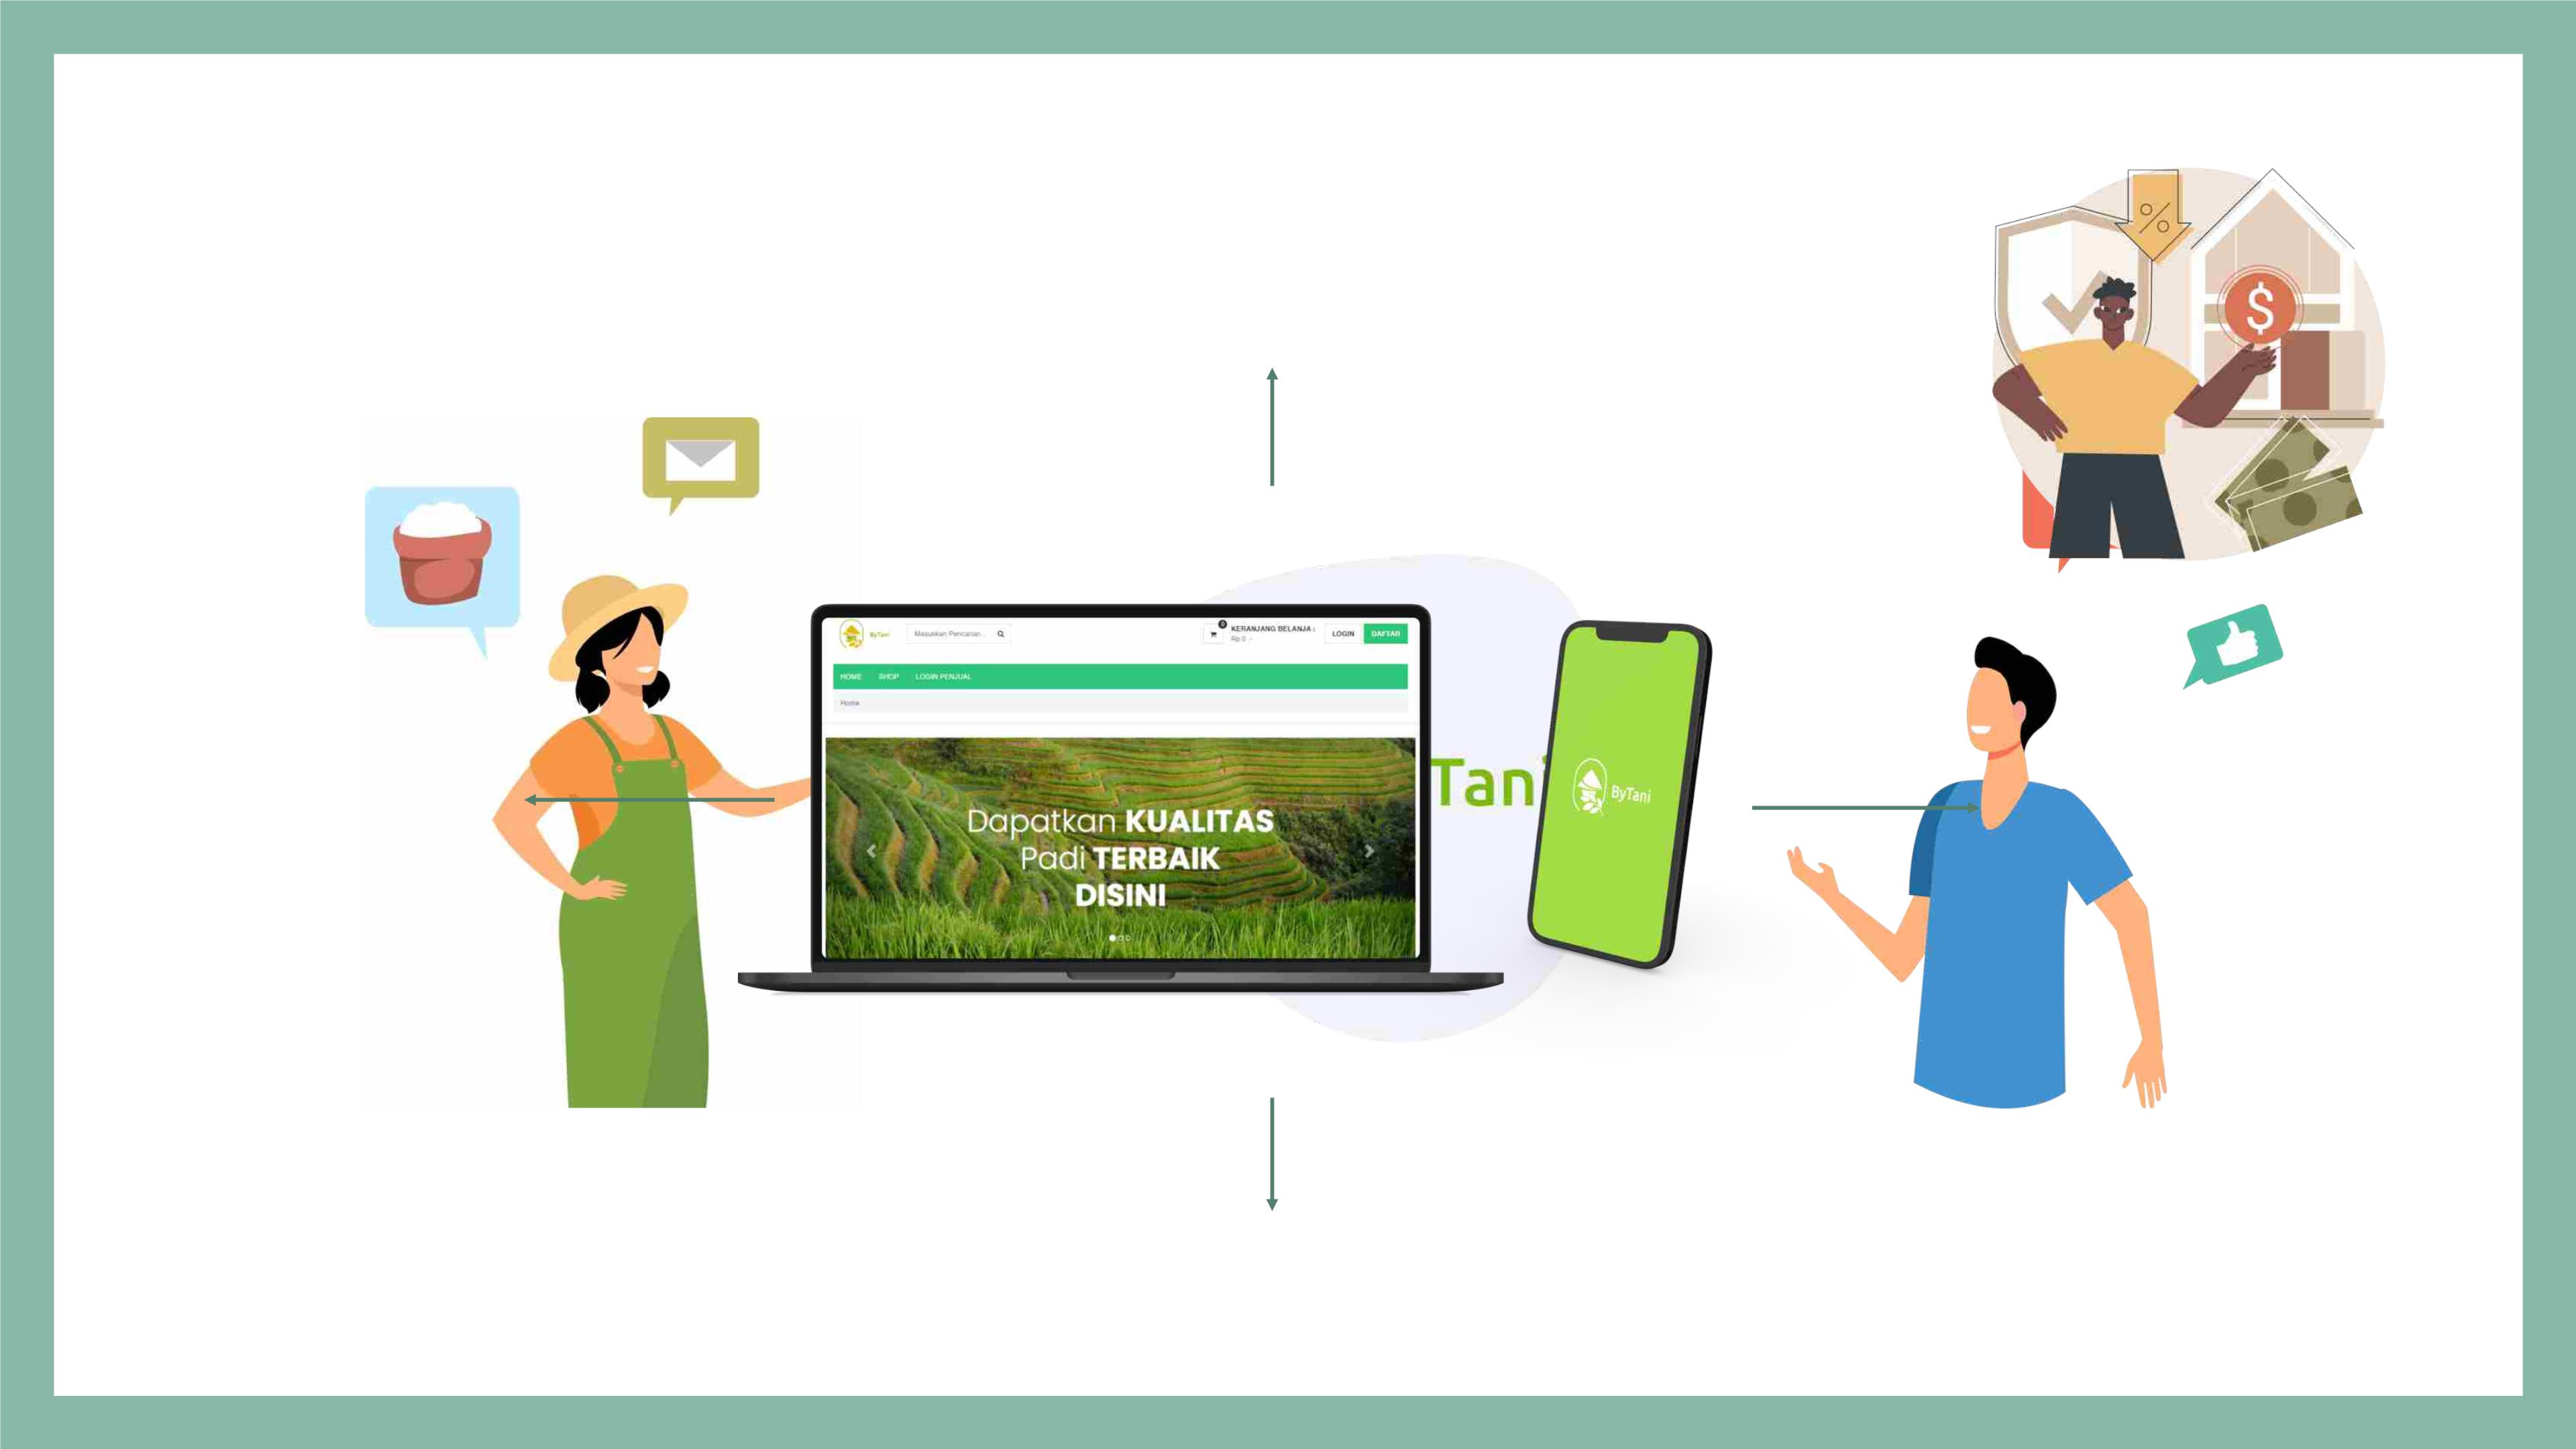 %
$
ByTani
Masukkan Pencarian ..
0
KERANJANG BELANJA :
Rp 0 .-
LOGIN
DAFTAR
HOME
SHOP
LOGIN PENJUAL
Home
Dapatkan KUALITAS
Padi TERBAIK
DISINI
Tani
ByTani